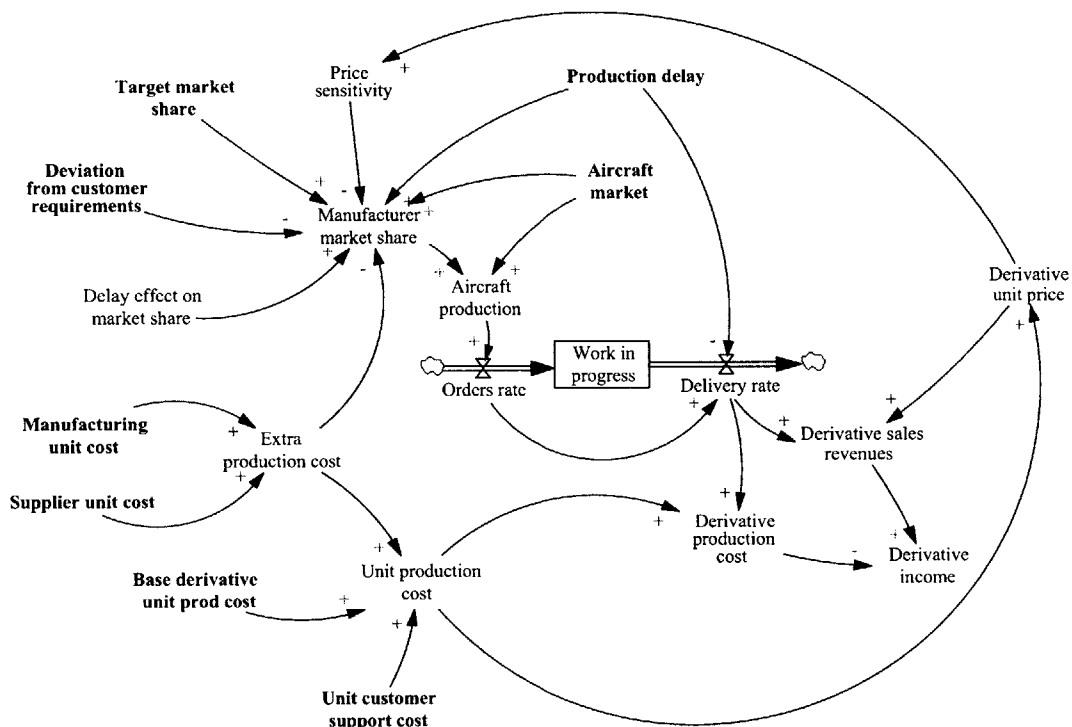 Price
sensitivity
+
Production delay
Target market
share
Deviation
from customer
requirements
Aircraft
market
+
-
+
+
-
Manufacturer
market share
+
-
+
+
Delay effect on
market share
Aircraft
production
Derivative
unit price
+
+
-
Work in
progress
Orders rate
Delivery rate
+
+
+
Manufacturing
unit cost
+
Extra
production cost
Derivative sales
revenues
+
Supplier unit cost
+
+
Derivative
production
cost
+
-
Derivative
income
+
Unit production
cost
Base derivative
unit prod cost
+
+
Unit customer
support cost